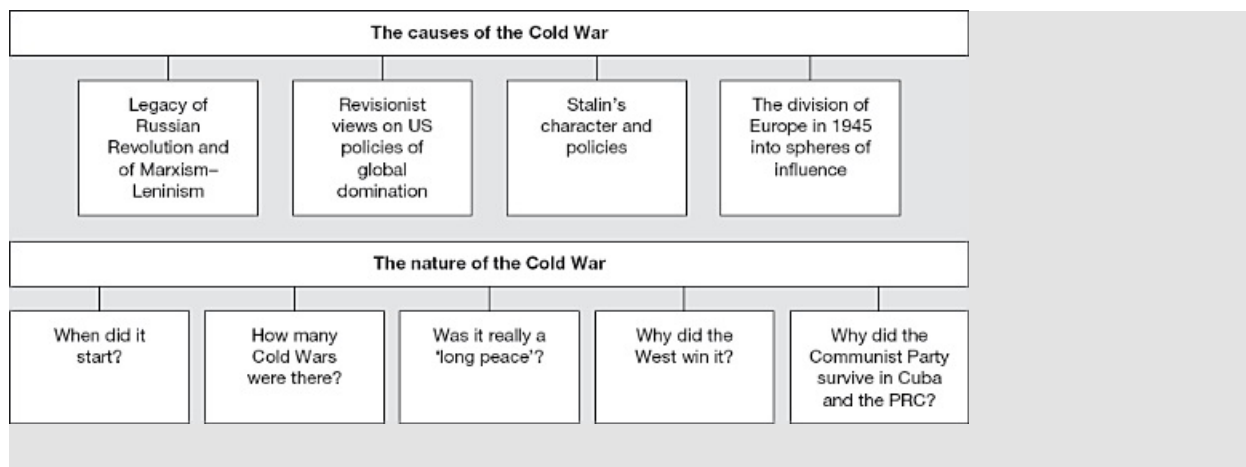 The causes of the Cold War
Legacy of
Russian
Revolution and
of Marxism–
Leninism
Revisionist
views on US
policies of
global
domination
Stalin's
character and
policies
The division of
Europe in 1945
into spheres of
influence
The nature of the Cold War
When did it
start?
How many
Cold Wars
were there?
Was it really a
'long peace'?
Why did the
West win it?
Why did the
Communist Party
survive in Cuba
and the PRC?